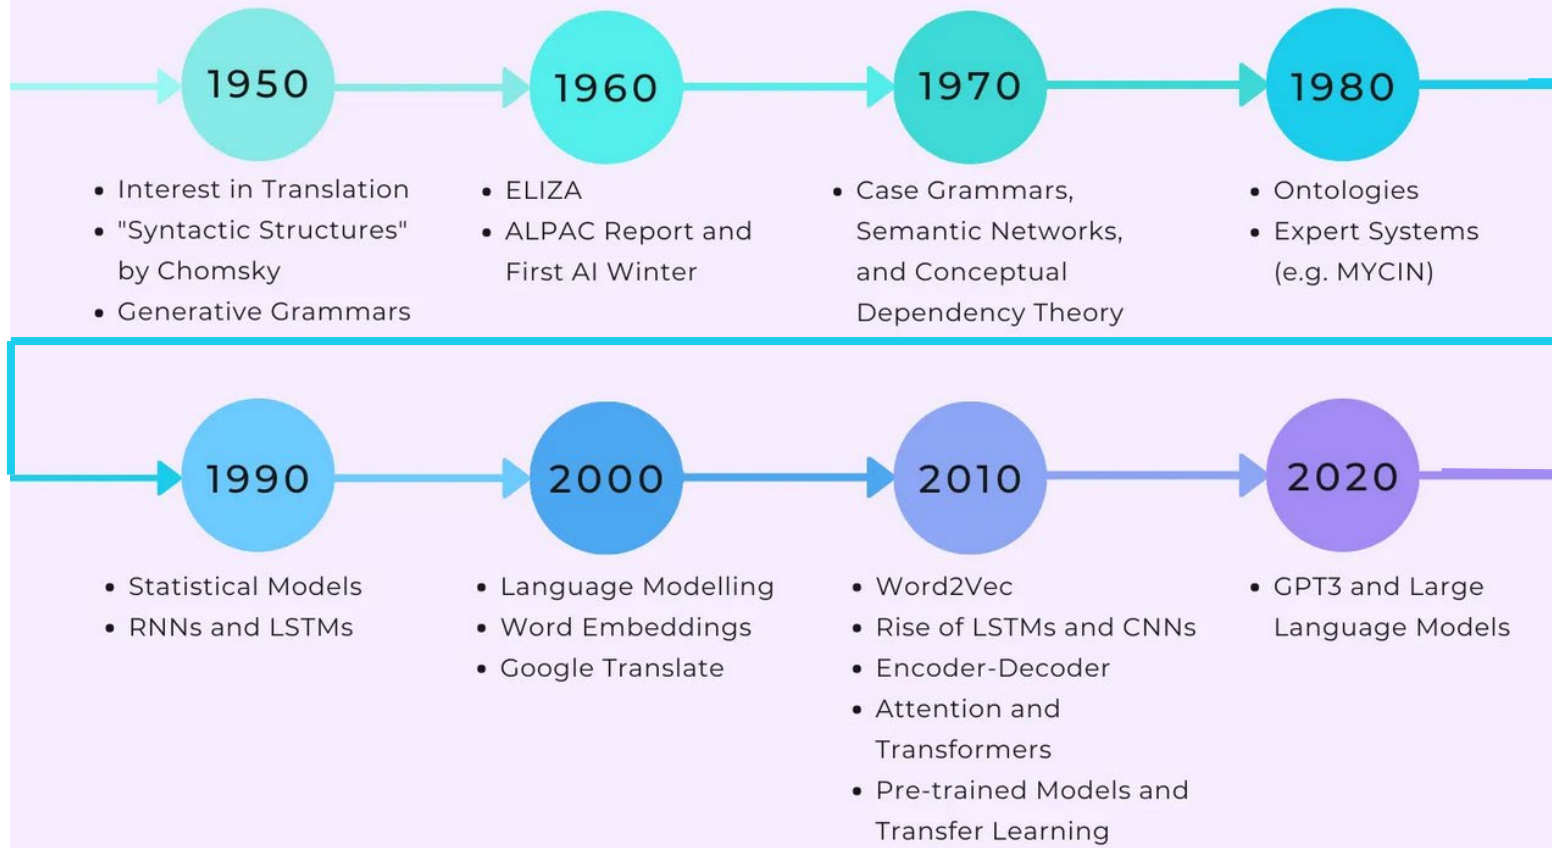 1950
• Interest in Translation
• "Syntactic Structures"
by Chomsky
• Generative Grammars
1960
• ELIZA
• ALPAC Report and
First AI Winter
1970
• Case Grammars,
Semantic Networks,
and Conceptual
Dependency Theory
1980
• Ontologies
• Expert Systems
(e.g. MYCIN)
1990
• Statistical Models
• RNNs and LSTMs
2000
• Language Modelling
• Word Embeddings
• Google Translate
2010
• Word2Vec
• Rise of LSTMs and CNNs
• Encoder-Decoder
• Attention and
Transformers
• Pre-trained Models and
Transfer Learning
2020
• GPT3 and Large
Language Models